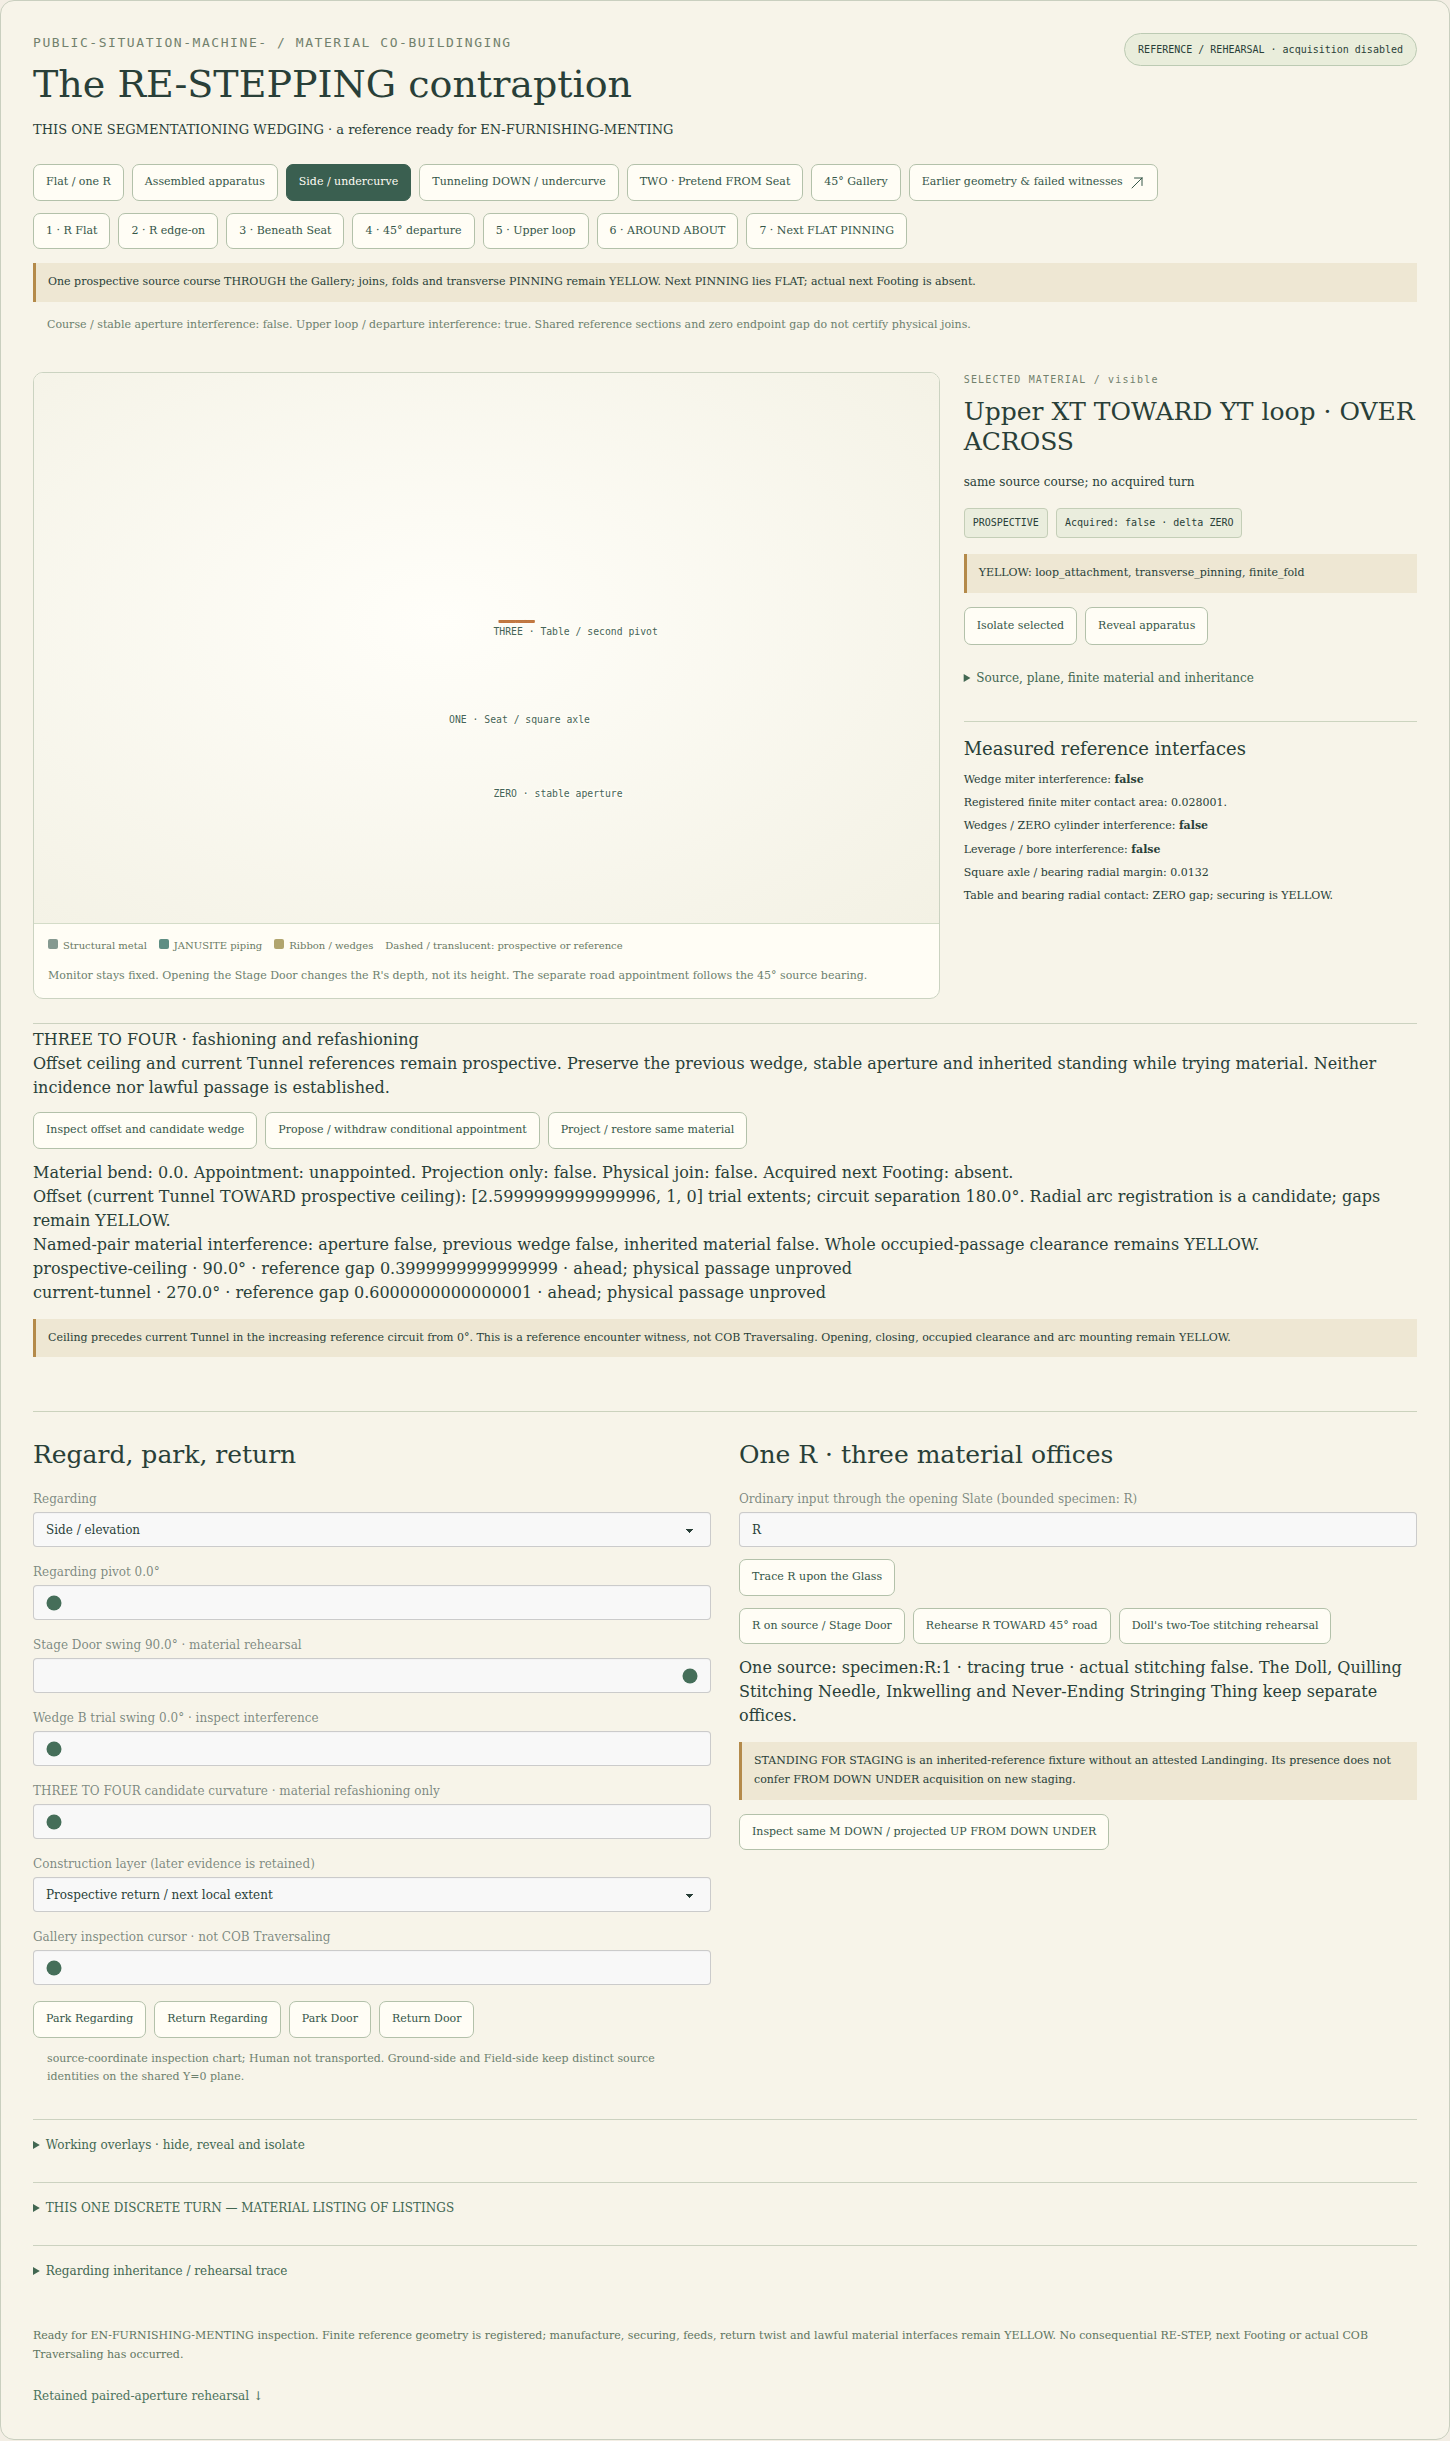 PUBLIC-SITUATION-MACHINE- / MATERIAL CO-BUILDINGING
REFERENCE / REHEARSAL · acquisition disabled
The RE-STEPPING contraption
THIS ONE SEGMENTATIONING WEDGING · a reference ready for EN-FURNISHING-MENTING
Flat / one R
Assembled apparatus
Side / undercurve
Tunneling DOWN / undercurve
TWO · Pretend FROM Seat
45° Gallery
Earlier geometry & failed witnesses
1 · R Flat
2 · R edge-on
3 · Beneath Seat
4 · 45° departure
5 · Upper loop
6 · AROUND ABOUT
7 · Next FLAT PINNING
One prospective source course THROUGH the Gallery; joins, folds and transverse PINNING remain YELLOW. Next PINNING lies FLAT; actual next Footing is absent.
Course / stable aperture interference: false. Upper loop / departure interference: true. Shared reference sections and zero endpoint gap do not certify physical joins.
THREE · Table / second pivot
ONE · Seat / square axle
ZERO · stable aperture
Structural metal
JANUSITE piping
Ribbon / wedges
Dashed / translucent: prospective or reference
Monitor stays fixed. Opening the Stage Door changes the R's depth, not its height. The separate road appointment follows the 45° source bearing.
SELECTED MATERIAL / visible
Upper XT TOWARD YT loop · OVER
ACROSS
same source course; no acquired turn
PROSPECTIVE
Acquired: false · delta ZERO
YELLOW: loop_attachment, transverse_pinning, finite_fold
Isolate selected
Reveal apparatus
Source, plane, finite material and inheritance
Measured reference interfaces
Wedge miter interference: false
Registered finite miter contact area: 0.028001.
Wedges / ZERO cylinder interference: false
Leverage / bore interference: false
Square axle / bearing radial margin: 0.0132
Table and bearing radial contact: ZERO gap; securing is YELLOW.
THREE TO FOUR · fashioning and refashioning
Offset ceiling and current Tunnel references remain prospective. Preserve the previous wedge, stable aperture and inherited standing while trying material. Neither
incidence nor lawful passage is established.
Inspect offset and candidate wedge
Propose / withdraw conditional appointment
Project / restore same material
Material bend: 0.0. Appointment: unappointed. Projection only: false. Physical join: false. Acquired next Footing: absent.
Offset (current Tunnel TOWARD prospective ceiling): [2.5999999999999996, 1, 0] trial extents; circuit separation 180.0°. Radial arc registration is a candidate; gaps
remain YELLOW.
Named-pair material interference: aperture false, previous wedge false, inherited material false. Whole occupied-passage clearance remains YELLOW.
prospective-ceiling · 90.0° · reference gap 0.3999999999999999 · ahead; physical passage unproved
current-tunnel · 270.0° · reference gap 0.6000000000000001 · ahead; physical passage unproved
Ceiling precedes current Tunnel in the increasing reference circuit from 0°. This is a reference encounter witness, not COB Traversaling. Opening, closing, occupied clearance and arc mounting remain YELLOW.
Regard, park, return
Regarding
Side / elevation
Regarding pivot 0.0°
Stage Door swing 90.0° · material rehearsal
Wedge B trial swing 0.0° · inspect interference
THREE TO FOUR candidate curvature · material refashioning only
Construction layer (later evidence is retained)
Prospective return / next local extent
Gallery inspection cursor · not COB Traversaling
Park Regarding
Return Regarding
Park Door
Return Door
source-coordinate inspection chart; Human not transported. Ground-side and Field-side keep distinct source
identities on the shared Y=0 plane.
One R · three material offices
Ordinary input through the opening Slate (bounded specimen: R)
R
Trace R upon the Glass
R on source / Stage Door
Rehearse R TOWARD 45° road
Doll's two-Toe stitching rehearsal
One source: specimen:R:1 · tracing true · actual stitching false. The Doll, Quilling
Stitching Needle, Inkwelling and Never-Ending Stringing Thing keep separate
offices.
STANDING FOR STAGING is an inherited-reference fixture without an attested Landinging. Its presence does not
confer FROM DOWN UNDER acquisition on new staging.
Inspect same M DOWN / projected UP FROM DOWN UNDER
Working overlays · hide, reveal and isolate
THIS ONE DISCRETE TURN — MATERIAL LISTING OF LISTINGS
Regarding inheritance / rehearsal trace
Ready for EN-FURNISHING-MENTING inspection. Finite reference geometry is registered; manufacture, securing, feeds, return twist and lawful material interfaces remain YELLOW. No consequential RE-STEP, next Footing or actual COB
Traversaling has occurred.
Retained paired-aperture rehearsal ↓